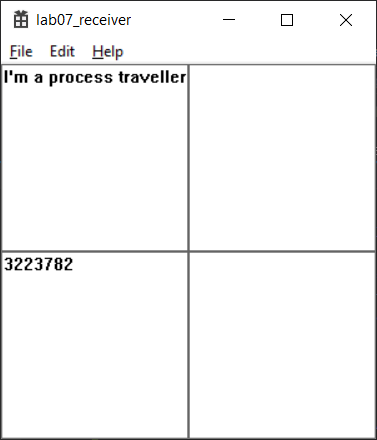 lab07_receiver
File Edit Help
I'm a process traveller
3223782